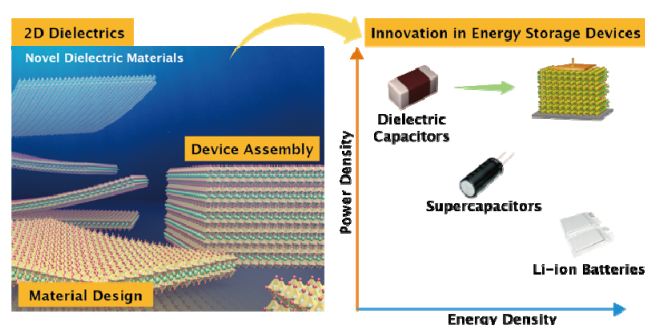 2D Dielectrics
Novel Dielectric Materials
Device Assembly
Material Design
Innovation in Energy Storage Devices
Power Density
Dielectric
Capacitors
Supercapacitors
Li-ion Batteries
Energy Density